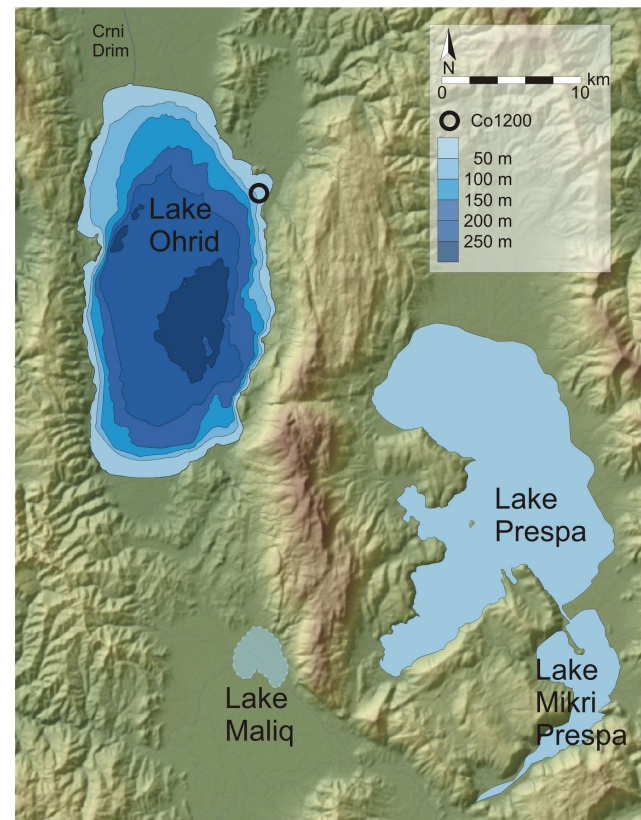 Crni
Drim
N
0 10
km
Co1200
50 m
100 m
150 m
200 m
250 m
Lake
Ohrid
Lake
Prespa
Lake
Maliq
Lake
Mikri
Prespa